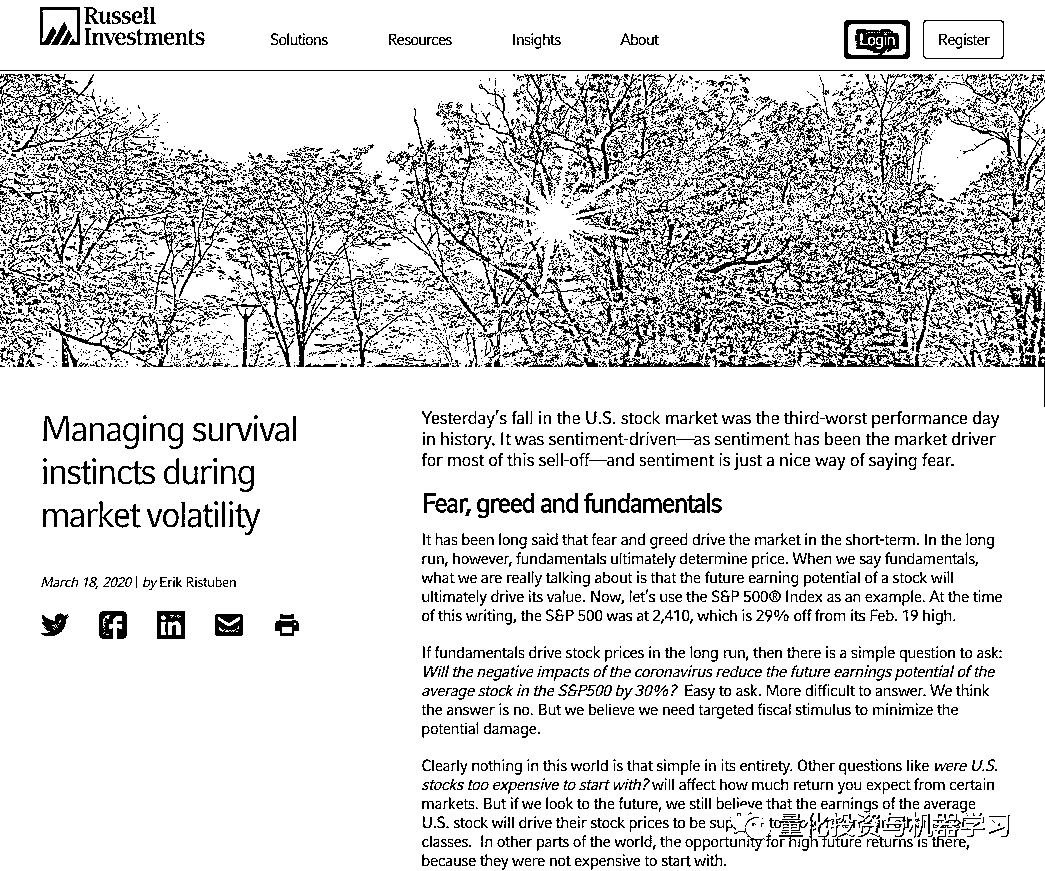 Russell
Investments
Solutions
Resources
Insights
About
Login
Register
Managing survival
instincts during
market volatility
March 18, 2020 | by Erik Ristuben
Yesterday's fall in the U.S. stock market was the third-worst performance day
in history. It was sentiment-driven—as sentiment has been the market driver
for most of this sell-off—and sentiment is just a nice way of saying fear.
Fear, greed and fundamentals
It has been long said that fear and greed drive the market in the short-term. In the long
run, however, fundamentals ultimately determine price. When we say fundamentals,
what we are really talking about is that the future earning potential of a stock will
ultimately drive its value. Now, let's use the S&P 500® Index as an example. At the time
of this writing, the S&P 500 was at 2,410, which is 29% off from its Feb. 19 high.
If fundamentals drive stock prices in the long run, then there is a simple question to ask:
Will the negative impacts of the coronavirus reduce the future earnings potential of the
average stock in the S&P500 by 30%? Easy to ask. More difficult to answer. We think
the answer is no. But we believe we need targeted fiscal stimulus to minimize the
potential damage.
Clearly nothing in this world is that simple in its entirety. Other questions like were U.S.
stocks too expensive to start with? will affect how much return you expect from certain
markets. But if we look to the future, we still believe that the earnings of the average
U.S. stock will drive their stock prices to be
量化投资与机器学习
classes. In other parts of the world, the opportunity for high future returns is there,
because they were not expensive to start with.